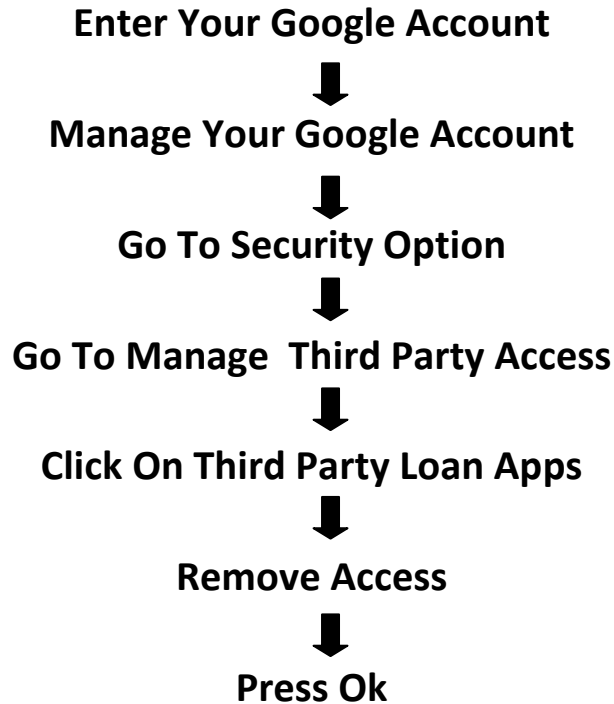 Enter Your Google Account
Manage Your Google Account
Go To Security Option
Go To Manage  Third Party Access
Click On Third Party Loan Apps
Remove Access
Press Ok